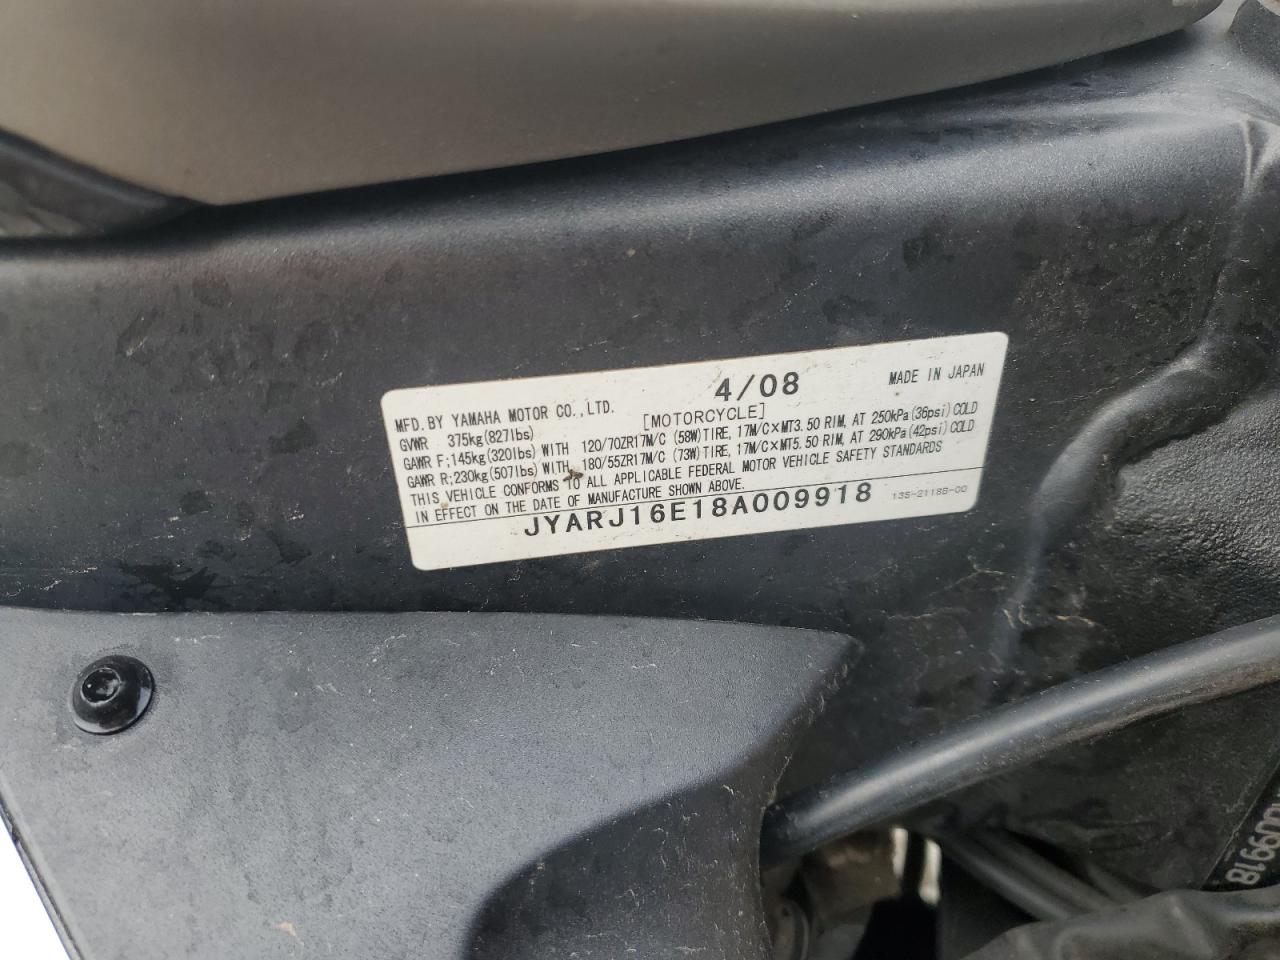 MFD. BY YAMAHA MOTOR CO., LTD. 4/08 MADE IN JAPAN
GVWR 375kg(827lbs) [MOTORCYCLE]
GAWR F;145kg(320lbs) WITH 120/70ZR17M/C (58W)TIRE, 17M/C×MT3.50 RIM, AT 250kPa(36psi)COLD
GAWR R;230kg(507lbs) WITH 180/55ZR17M/C (73W)TIRE, 17M/C×MT5.50 RIM, AT 290kPa(42psi)COLD
THIS VEHICLE CONFORMS TO ALL APPLICABLE FEDERAL MOTOR VEHICLE SAFETY STANDARDS
IN EFFECT ON THE DATE OF MANUFACTURE SHOWN ABOVE.
JYARJ16E18A009918 13S-2118B-00
009918